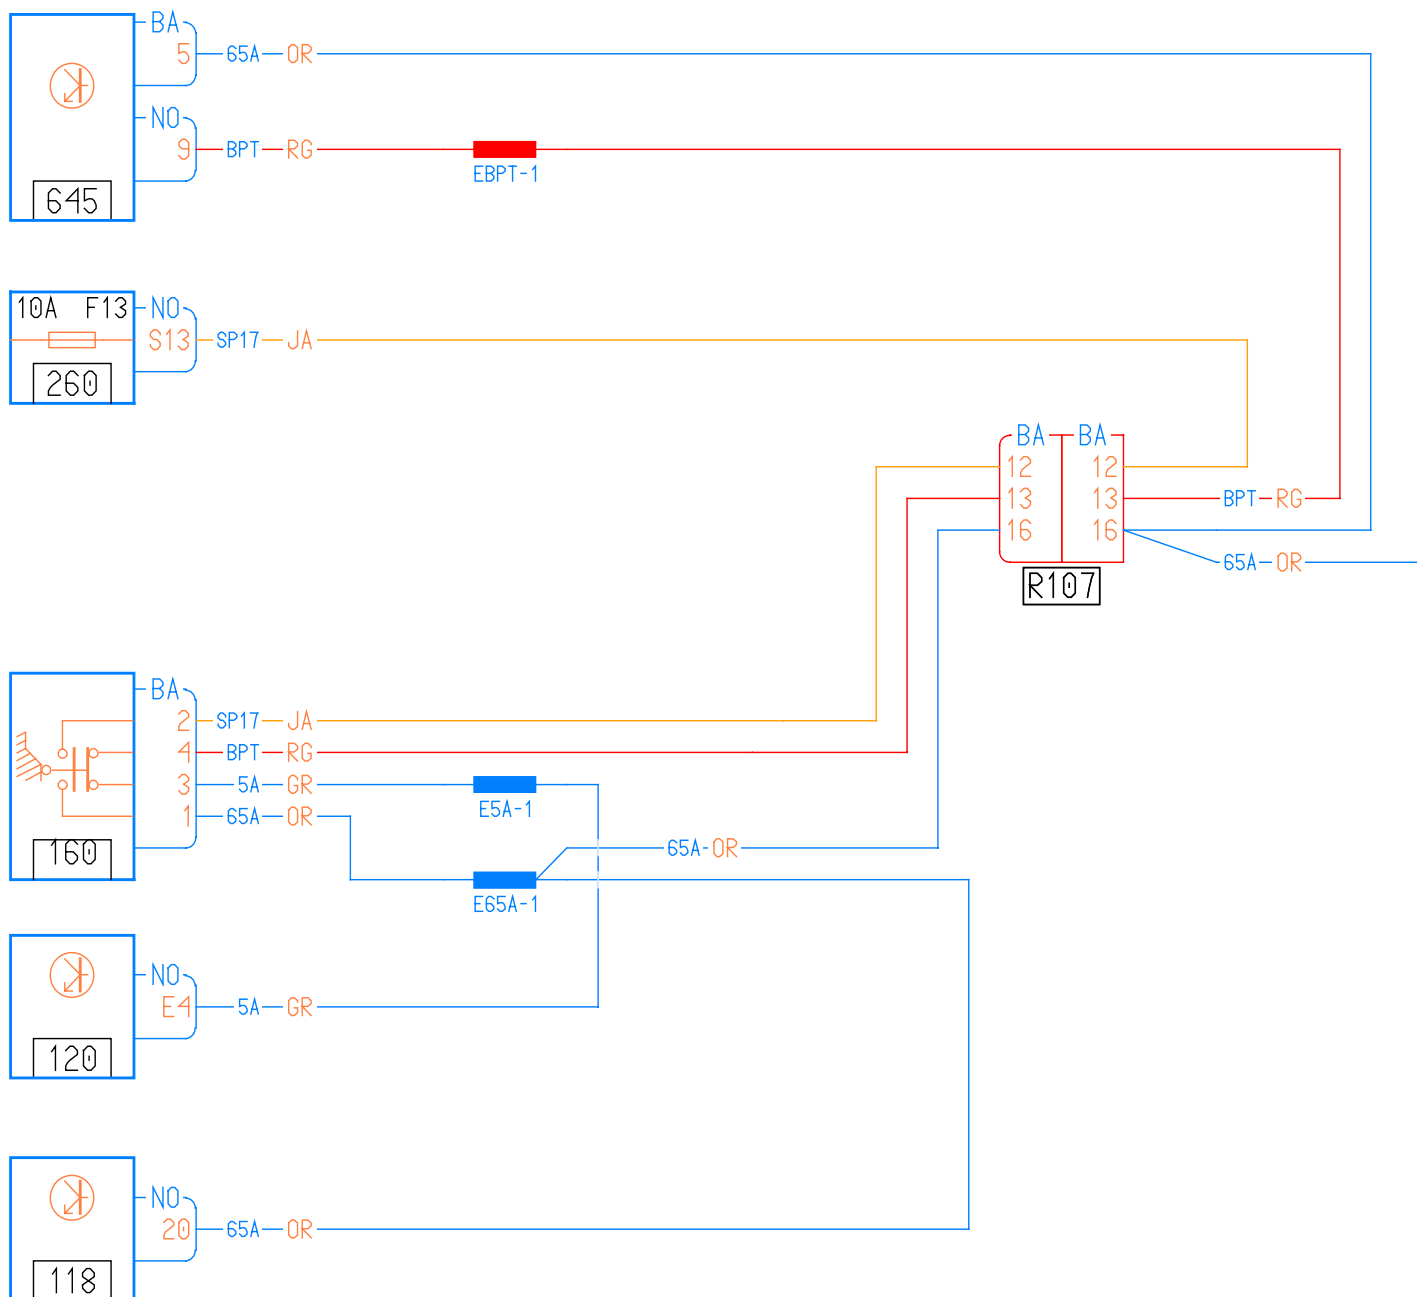 BA
5 65A OR
NO
9 BPT RG
EBPT-1
645
10A F13 NO
S13 SP17 JA
260
BA BA
12 12
13 13 BPT RG
16 16
65A OR
R107
BA
2 SP17 JA
4 BPT RG
3 5A GR
E5A-1
1 65A OR
65A-OR
160
E65A-1
NO
E4 5A GR
120
NO
20 65A OR
118